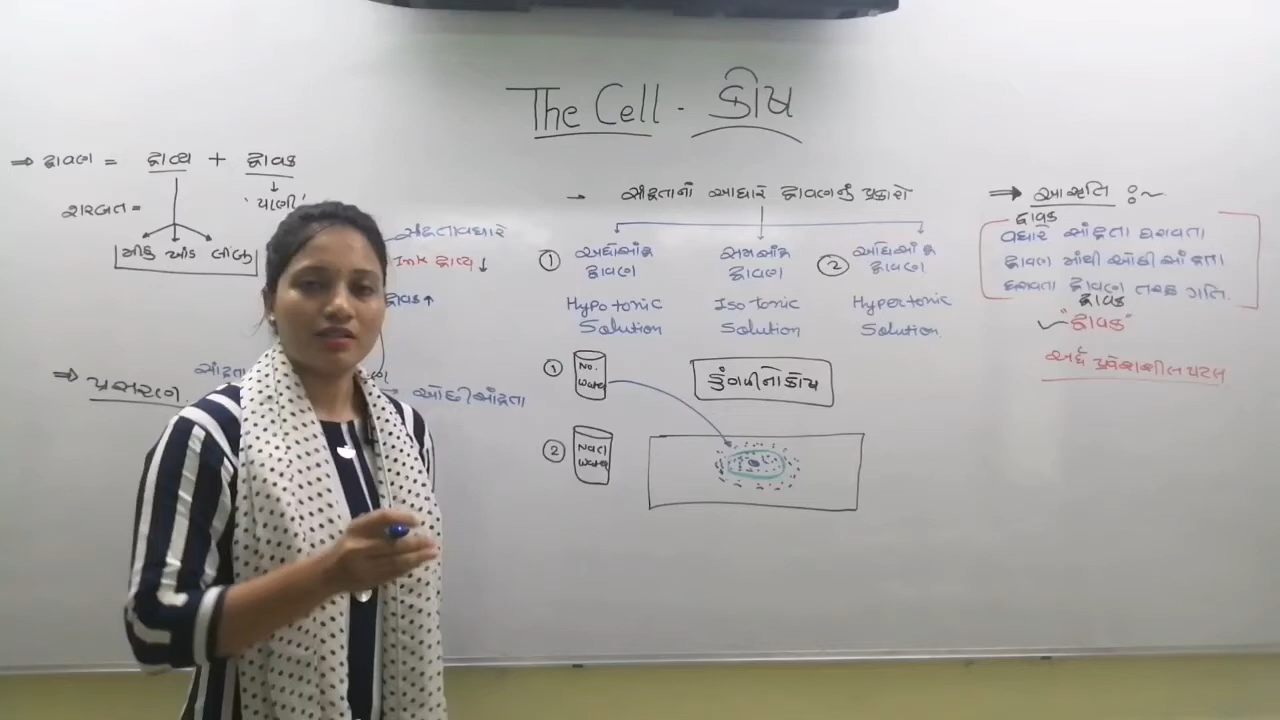 The Cell - કોષ
⇒ દ્રાવણ = દ્રાવ્ય + દ્રાવક
શરબત =
'પાણી'
મીઠું ખાંડ લીંબુ
સાંદ્રતા વધારે
Ink દ્રાવ્ય ↓
દ્રાવક ↑
⇒ પ્રસરણ.
સાંદ્રતા
→ ઓછી સાંદ્રતા
→ સાંદ્રતાનાં આધારે દ્રાવણનું પ્રકારો
① અધોસાંદ્ર દ્રાવણ
Hypotonic
Solution
સમસાંદ્ર
દ્રાવણ
Isotonic
Solution
② અધિસાંદ્ર
દ્રાવણ
Hypertonic
Solution.
① No.
Water
ડુંગળીનો કોષ
② Nacl
Water
⇒ આસૃતિ :~
દ્રાવક
વધારે સાંદ્રતા ધરાવતા
દ્રાવણ માંથી ઓછી સાંદ્રતા
ધરાવતા દ્રાવણ તરફ ગતિ.
દ્રાવક
"દ્રાવક"
અર્ધ પ્રવેશશીલ પટલ